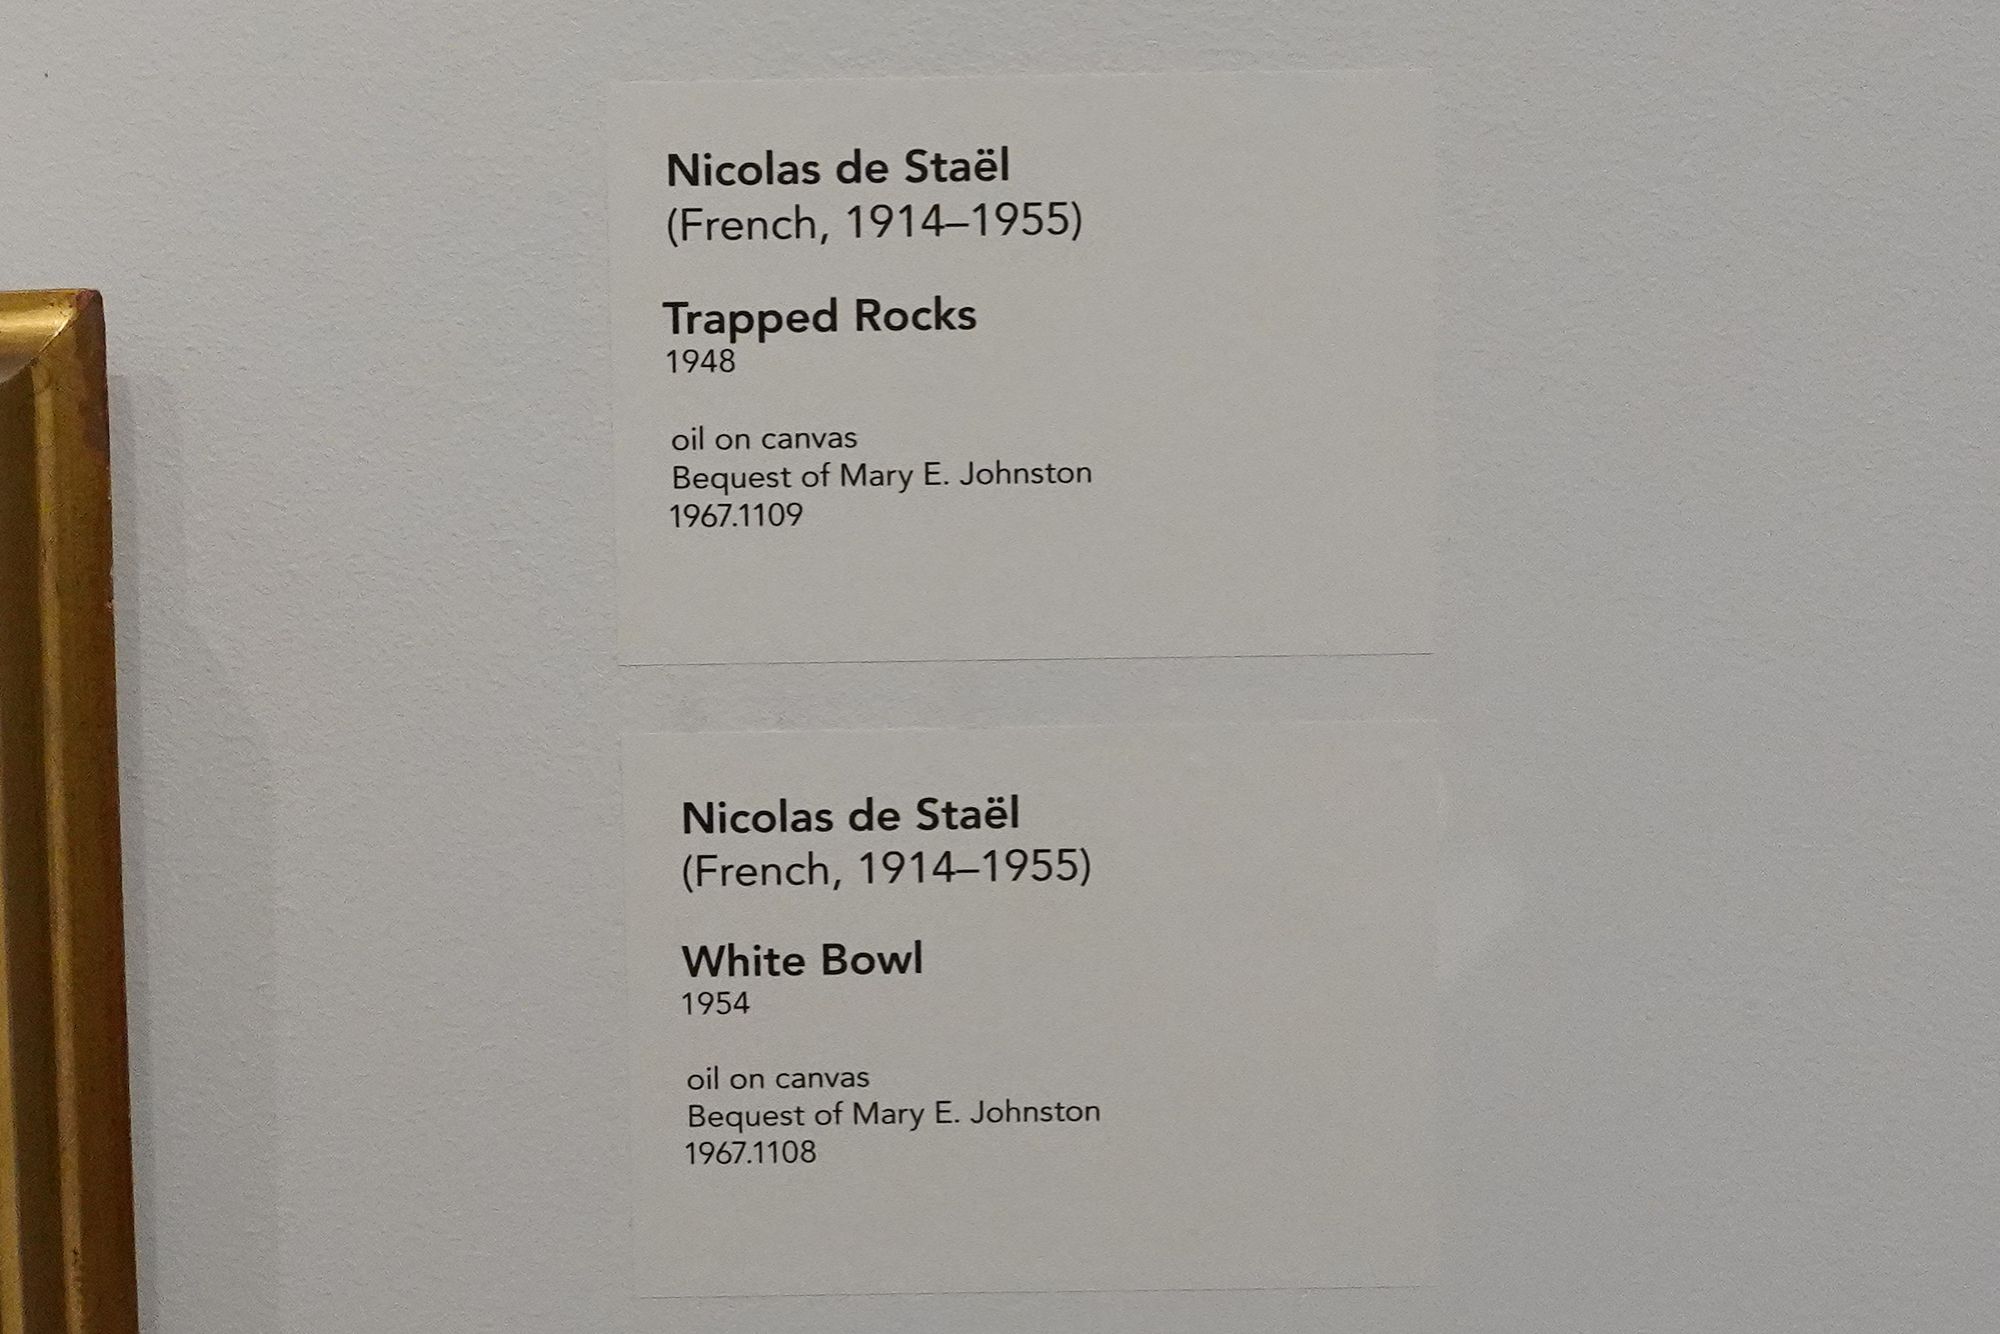 Nicolas de Staël
(French, 1914–1955)
Trapped Rocks
1948
oil on canvas
Bequest of Mary E. Johnston
1967.1109
Nicolas de Staël
(French, 1914–1955)
White Bowl
1954
oil on canvas
Bequest of Mary E. Johnston
1967.1108